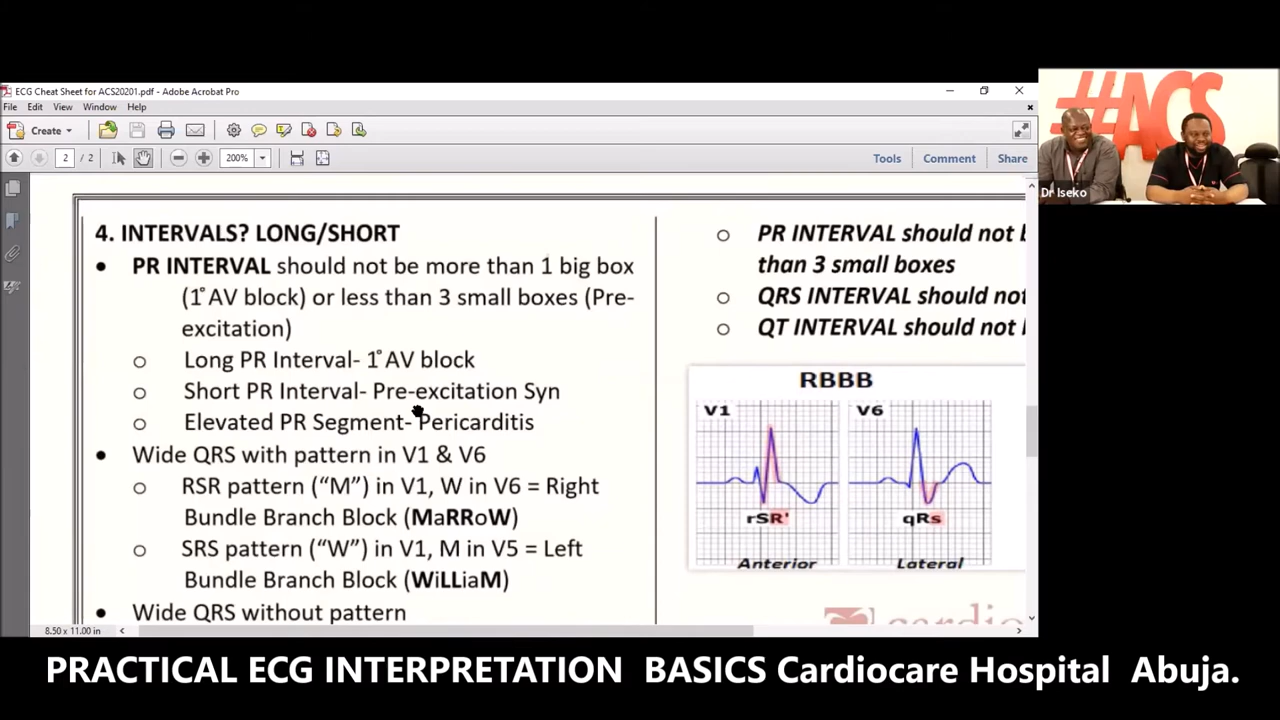 ECG Cheat Sheet for ACS20201.pdf - Adobe Acrobat Pro
File Edit View Window Help
Create
2 / 2 200% Tools Comment Share
#ACS
Dr Iseko
4. INTERVALS? LONG/SHORT
• PR INTERVAL should not be more than 1 big box
(1°AV block) or less than 3 small boxes (Pre-
excitation)
o Long PR Interval- 1°AV block
o Short PR Interval- Pre-excitation Syn
o Elevated PR Segment- Pericarditis
• Wide QRS with pattern in V1 & V6
o RSR pattern (“M”) in V1, W in V6 = Right
Bundle Branch Block (MaRRoW)
o SRS pattern (“W”) in V1, M in V5 = Left
Bundle Branch Block (WiLLiaM)
• Wide QRS without pattern
o PR INTERVAL should not
than 3 small boxes
o QRS INTERVAL should not
o QT INTERVAL should not
RBBB
V1 V6
rSR' qRs
Anterior Lateral
cardio
8.50 x 11.00 in
PRACTICAL ECG INTERPRETATION BASICS Cardiocare Hospital Abuja.